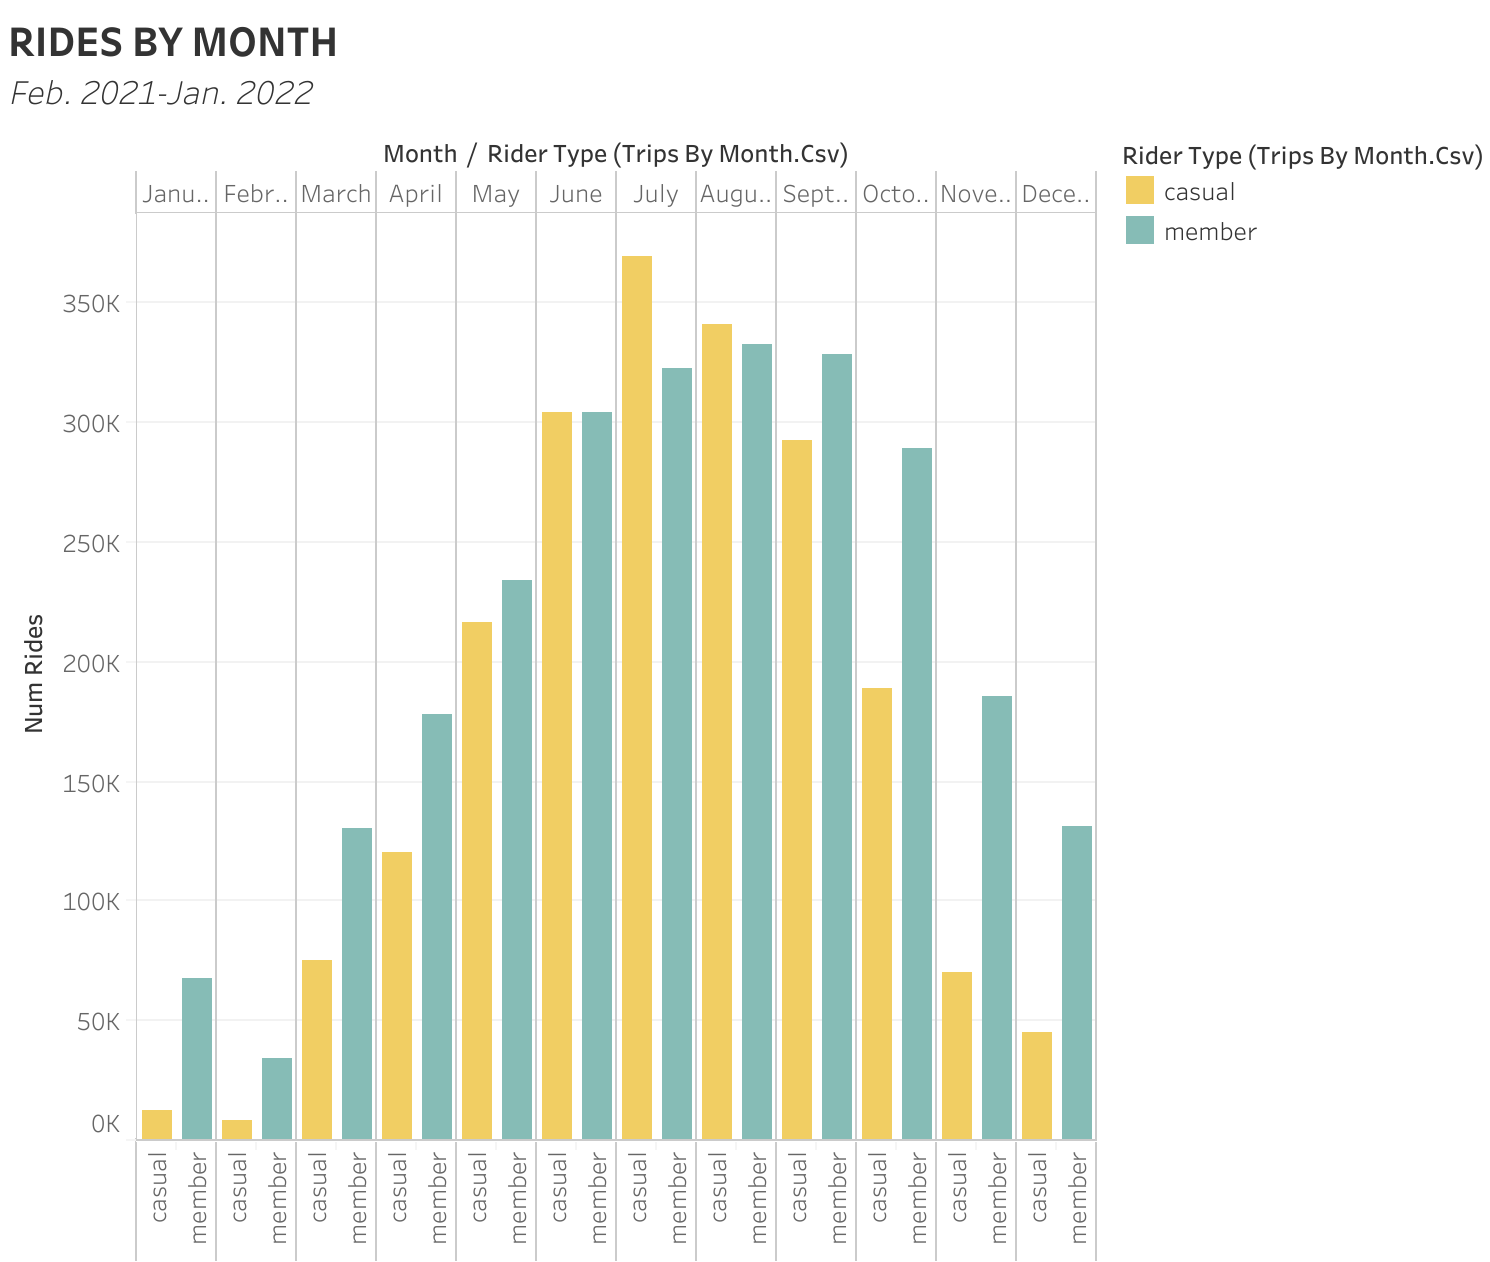 RIDES BY MONTH
Feb. 2021-Jan. 2022
Month / Rider Type (Trips By Month.Csv)
Janu.. Febr.. March April May June July Augu.. Sept.. Octo.. Nove.. Dece..
Rider Type (Trips By Month.Csv)
casual
member
350K
300K
250K
200K
150K
100K
50K
0K
Num Rides
casual member casual member casual member casual member casual member casual member casual member casual member casual member casual member casual member casual member